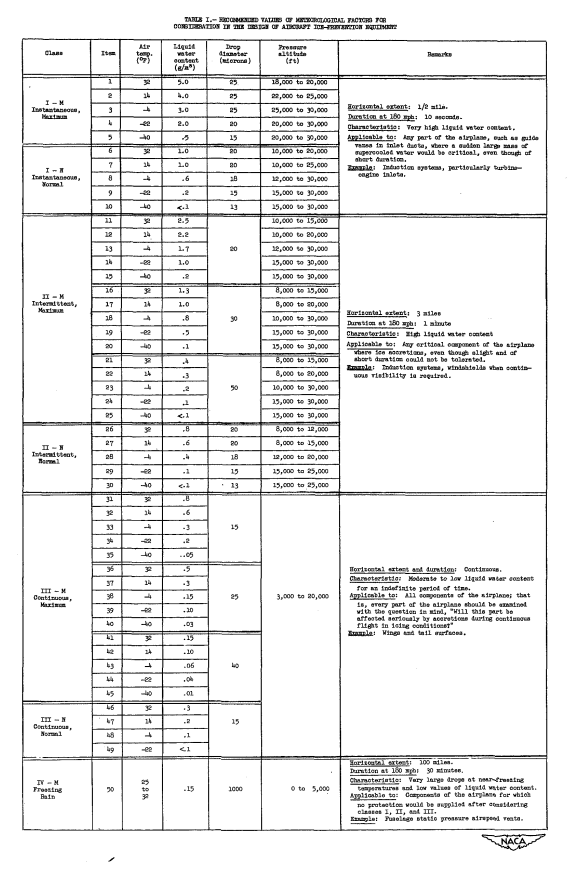 TABLE I.— RECOMMENDED VALUES OF METEOROLOGICAL FACTORS FOR
CONSIDERATION IN THE DESIGN OF AIRCRAFT ICE-PREVENTION EQUIPMENT
Class Item Air temp. (°F) Liquid water content (g/m³) Drop diameter (microns) Pressure altitude (ft) Remarks
I – M Instantaneous, Maximum
1 32 5.0 25 18,000 to 20,000
2 14 4.0 25 22,000 to 25,000
3 –4 3.0 25 25,000 to 30,000
4 –22 2.0 20 20,000 to 30,000
5 –40 .5 15 20,000 to 30,000
I – N Instantaneous, Normal
6 32 1.0 20 10,000 to 20,000
7 14 1.0 20 10,000 to 25,000
8 –4 .6 18 12,000 to 30,000
9 –22 .2 15 15,000 to 30,000
10 –40 <.1 13 15,000 to 30,000
Horizontal extent: 1/2 mile.
Duration at 180 mph: 10 seconds.
Characteristic: Very high liquid water content.
Applicable to: Any part of the airplane, such as guide
vanes in inlet ducts, where a sudden large mass of
supercooled water would be critical, even though of
short duration.
Example: Induction systems, particularly turbine–
engine inlets.
II – M Intermittent, Maximum
11 32 2.5 10,000 to 15,000
12 14 2.2 10,000 to 20,000
13 –4 1.7 20 12,000 to 30,000
14 –22 1.0 15,000 to 30,000
15 –40 .2 15,000 to 30,000
16 32 1.3 8,000 to 15,000
17 14 1.0 8,000 to 20,000
18 –4 .8 30 10,000 to 30,000
19 –22 .5 15,000 to 30,000
20 –40 .1 15,000 to 30,000
21 32 .4 8,000 to 15,000
22 14 .3 8,000 to 20,000
23 –4 .2 50 10,000 to 30,000
24 –22 .1 15,000 to 30,000
25 –40 <.1 15,000 to 30,000
II – N Intermittent, Normal
26 32 .8 20 8,000 to 12,000
27 14 .6 20 8,000 to 15,000
28 –4 .4 18 12,000 to 20,000
29 –22 .1 15 15,000 to 25,000
30 –40 <.1 13 15,000 to 25,000
Horizontal extent: 3 miles
Duration at 180 mph: 1 minute
Characteristic: High liquid water content
Applicable to: Any critical component of the airplane
where ice accretions, even though slight and of
short duration could not be tolerated.
Example: Induction systems, windshields when contin–
uous visibility is required.
III – M Continuous, Maximum
31 32 .8
32 14 .6
33 –4 .3 15
34 –22 .2
35 –40 .05
36 32 .5
37 14 .3
38 –4 .15 25 3,000 to 20,000
39 –22 .10
40 –40 .03
41 32 .15
42 14 .10
43 –4 .06 40
44 –22 .04
45 –40 .01
III – N Continuous, Normal
46 32 .3
47 14 .2 15
48 –4 .1
49 –22 <.1
Horizontal extent and duration: Continuous.
Characteristic: Moderate to low liquid water content
for an indefinite period of time.
Applicable to: All components of the airplane; that
is, every part of the airplane should be examined
with the question in mind, "Will this part be
affected seriously by accretions during continuous
flight in icing conditions?"
Example: Wings and tail surfaces.
IV – M Freezing Rain
50 25 to 32 .15 1000 0 to 5,000
Horizontal extent: 100 miles.
Duration at 180 mph: 30 minutes.
Characteristic: Very large drops at near–freezing
temperatures and low values of liquid water content.
Applicable to: Components of the airplane for which
no protection would be supplied after considering
classes I, II, and III.
Example: Fuselage static pressure airspeed vents.
NACA